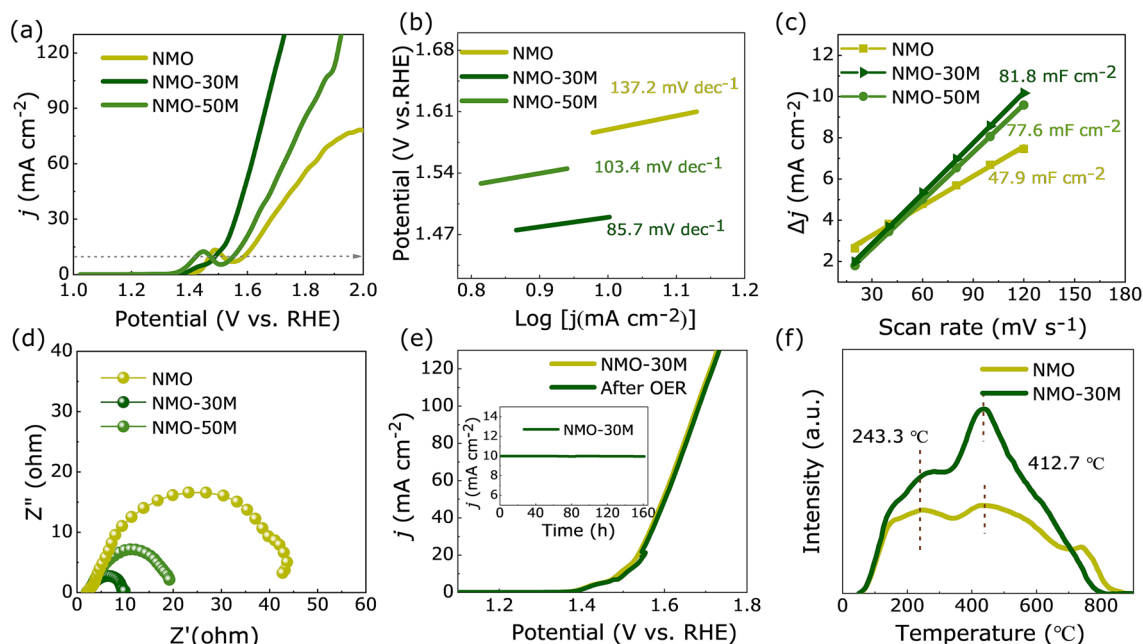 (a)
120
90
60
30
0
j (mA cm-2)
NMO
NMO-30M
NMO-50M
1.0 1.2 1.4 1.6 1.8 2.0
Potential (V vs. RHE)
(b)
1.68
1.61
1.54
1.47
Potential (V vs.RHE)
NMO
NMO-30M
NMO-50M
137.2 mV dec-1
103.4 mV dec-1
85.7 mV dec-1
0.8 0.9 1.0 1.1 1.2
Log [j(mA cm-2)]
(c)
12
10
8
6
4
2
Δj (mA cm-2)
NMO
NMO-30M
NMO-50M
81.8 mF cm-2
77.6 mF cm-2
47.9 mF cm-2
30 60 90 120 150 180
Scan rate (mV s-1)
(d)
40
30
20
10
0
Z" (ohm)
NMO
NMO-30M
NMO-50M
0 10 20 30 40 50 60
Z'(ohm)
(e)
120
100
80
60
40
20
0
j (mA cm-2)
NMO-30M
After OER
14
12
10
8
6
4
j (mA cm-2)
NMO-30M
0 40 80 120 160
Time (h)
1.2 1.4 1.6 1.8
Potential (V vs. RHE)
(f)
Intensity (a.u.)
NMO
NMO-30M
243.3 ℃
412.7 ℃
0 200 400 600 800
Temperature (℃)